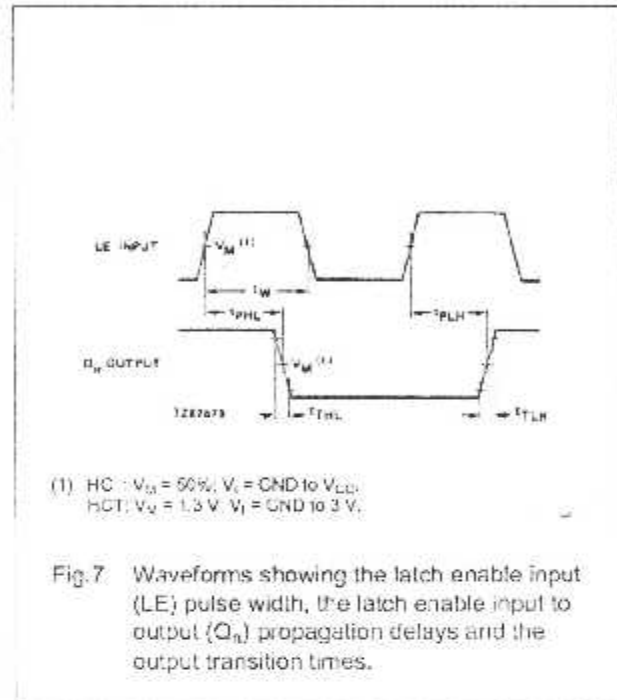 LE INPUT
V_M (1)
t_W
t_PHL
t_PLH
Q_n OUTPUT
V_M (1)
t_THL
t_TLH
(1) HC : V_M = 50%; V_I = GND to V_CC.
HCT: V_M = 1.3 V; V_I = GND to 3 V.
Fig.7 Waveforms showing the latch enable input
(LE) pulse width, the latch enable input to
output (Q_n) propagation delays and the
output transition times.